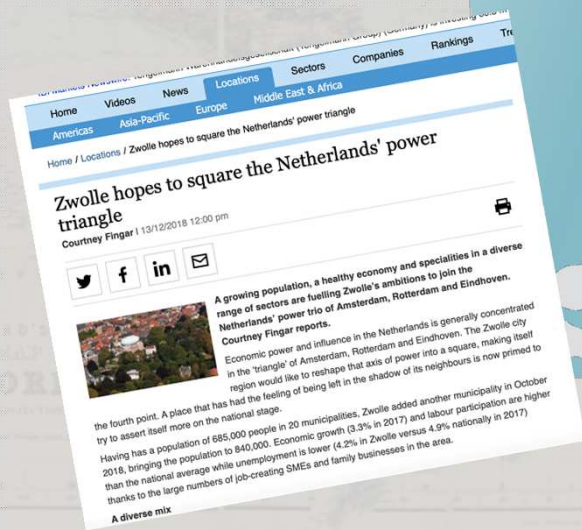 Home Videos News Locations Sectors Companies Rankings
Americas Asia-Pacific Europe Middle East & Africa
Home / Locations / Zwolle hopes to square the Netherlands' power triangle
Zwolle hopes to square the Netherlands' power
triangle
Courtney Fingar | 13/12/2018 12:00 pm
A growing population, a healthy economy and specialities in a diverse
range of sectors are fuelling Zwolle's ambitions to join the
Netherlands' power trio of Amsterdam, Rotterdam and Eindhoven.
Courtney Fingar reports.
Economic power and influence in the Netherlands is generally concentrated
in the 'triangle' of Amsterdam, Rotterdam and Eindhoven. The Zwolle city
region would like to reshape that axis of power into a square, making itself
the fourth point. A place that has had the feeling of being left in the shadow of its neighbours is now primed to
try to assert itself more on the national stage.
Having has a population of 685,000 people in 20 municipalities, Zwolle added another municipality in October
2018, bringing the population to 840,000. Economic growth (3.3% in 2017) and labour participation are higher
than the national average while unemployment is lower (4.2% in Zwolle versus 4.9% nationally in 2017)
thanks to the large numbers of job-creating SMEs and family businesses in the area.
A diverse mix